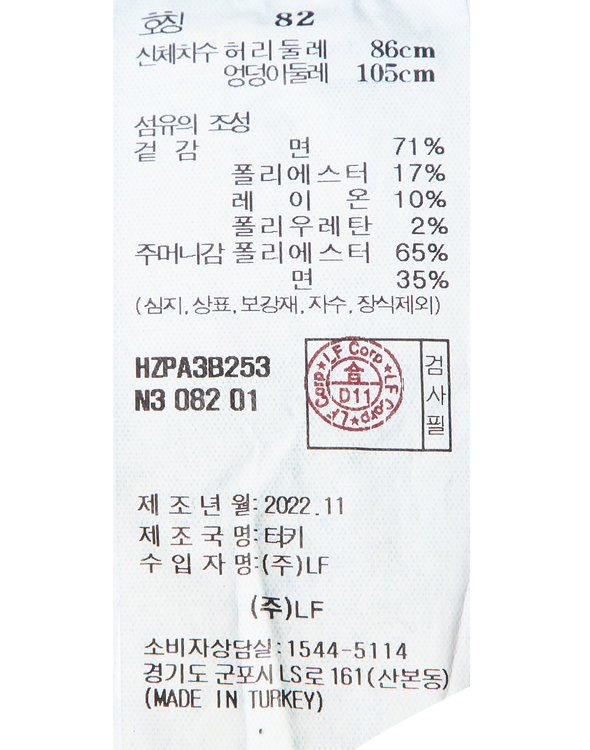 호칭 82
신체치수 허리둘레 86cm
엉덩이둘레 105cm
섬유의 조성
겉감 면 71%
폴리에스터 17%
레이온 10%
폴리우레탄 2%
주머니감 폴리에스터 65%
면 35%
(심지, 상표, 보강재, 자수, 장식제외)
HZPA3B253
N3 082 01
★LF Corp★LF Corp★LF Corp
合
D11
검사필
제조년월: 2022.11
제조국명: 터키
수입자명: (주)LF
(주)LF
소비자상담실: 1544-5114
경기도 군포시 LS로 161(산본동)
(MADE IN TURKEY)